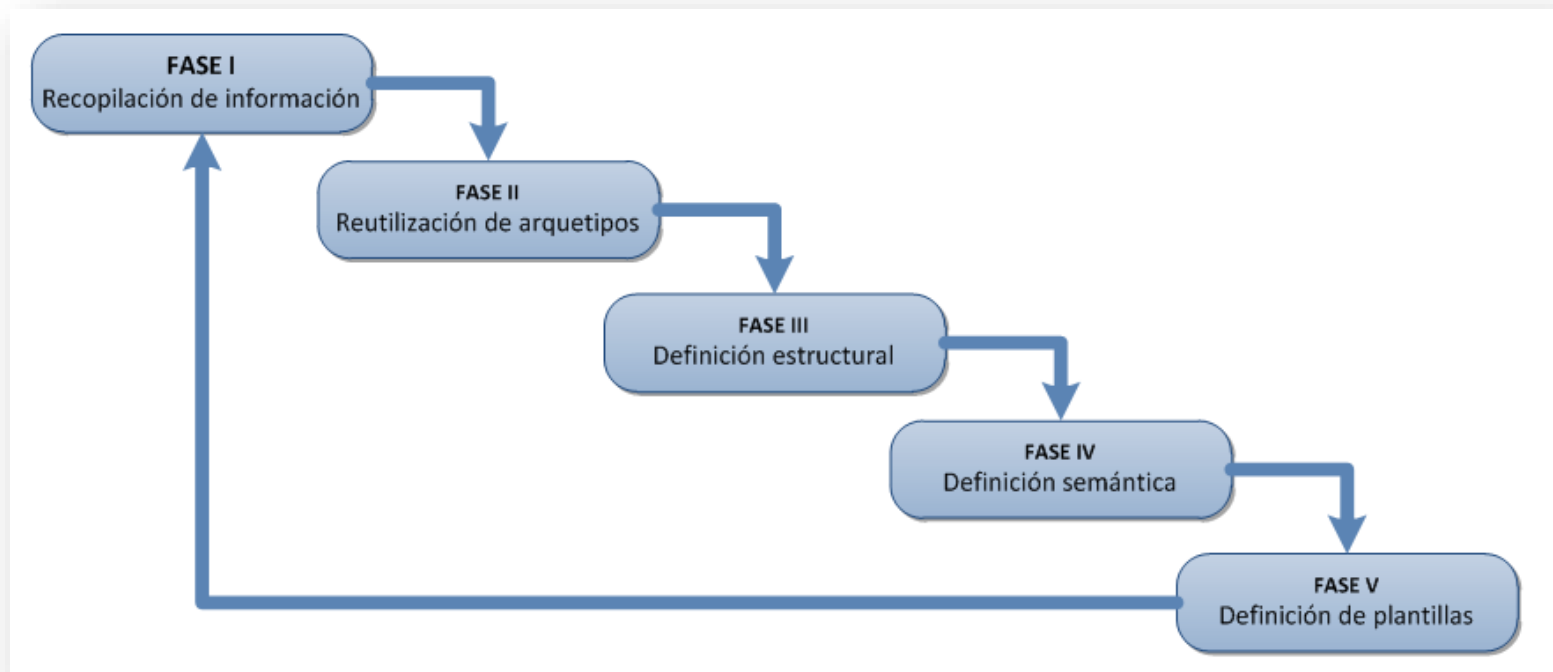 FASE I
Recopilación de información
FASE II
Reutilización de arquetipos
FASE III
Definición estructural
FASE IV
Definición semántica
FASE V
Definición de plantillas